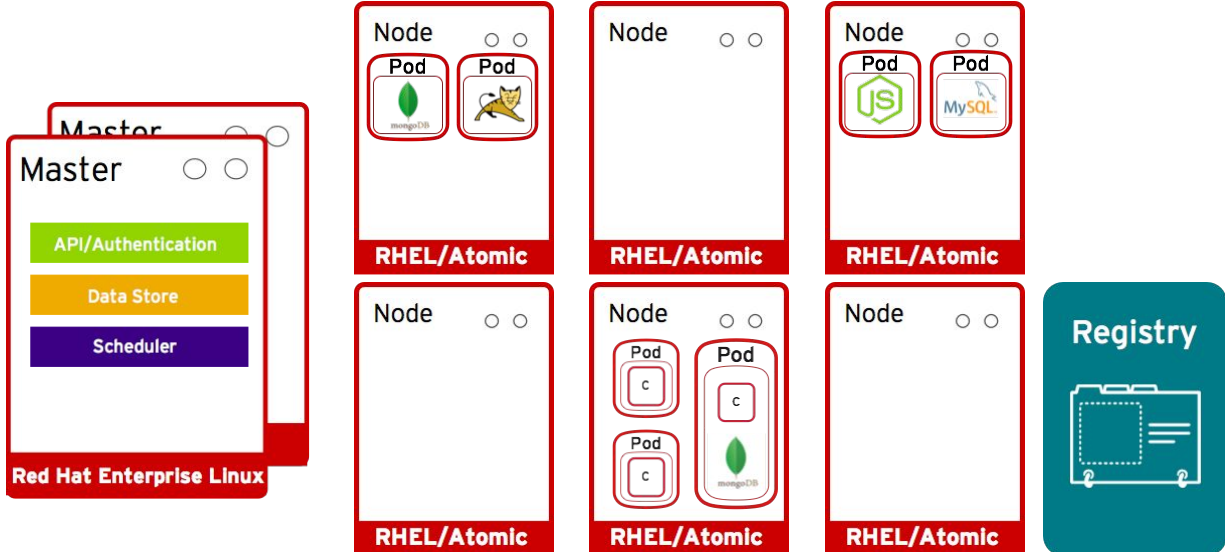 Master
Master
API/Authentication
Data Store
Scheduler
Red Hat Enterprise Linux
Node
Pod
mongoDB
Pod
RHEL/Atomic
Node
RHEL/Atomic
Node
Pod
JS
Pod
MySQL
RHEL/Atomic
Node
RHEL/Atomic
Node
Pod
c
Pod
c
Pod
c
mongoDB
RHEL/Atomic
Node
RHEL/Atomic
Registry